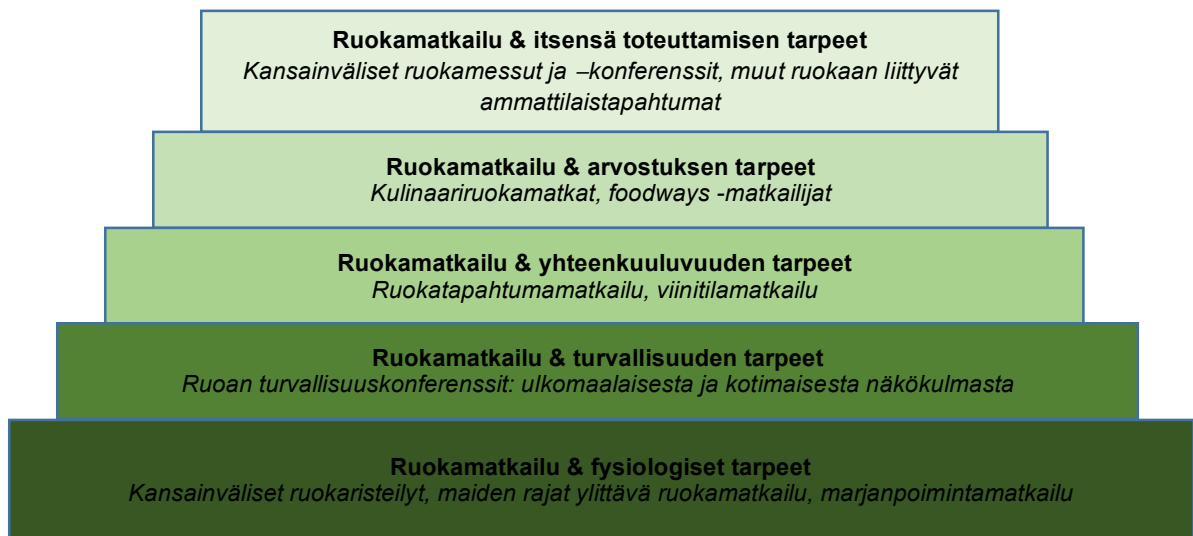 Ruokamatkailu & itsensä toteuttamisen tarpeet
Kansainväliset ruokamessut ja –konferenssit, muut ruokaan liittyvät
ammattilaistapahtumat
Ruokamatkailu & arvostuksen tarpeet
Kulinaariruokamatkat, foodways -matkailijat
Ruokamatkailu & yhteenkuuluvuuden tarpeet
Ruokatapahtumamatkailu, viinitilamatkailu
Ruokamatkailu & turvallisuuden tarpeet
Ruoan turvallisuuskonferenssit: ulkomaalaisesta ja kotimaisesta näkökulmasta
Ruokamatkailu & fysiologiset tarpeet
Kansainväliset ruokaristeilyt, maiden rajat ylittävä ruokamatkailu, marjanpoimintamatkailu